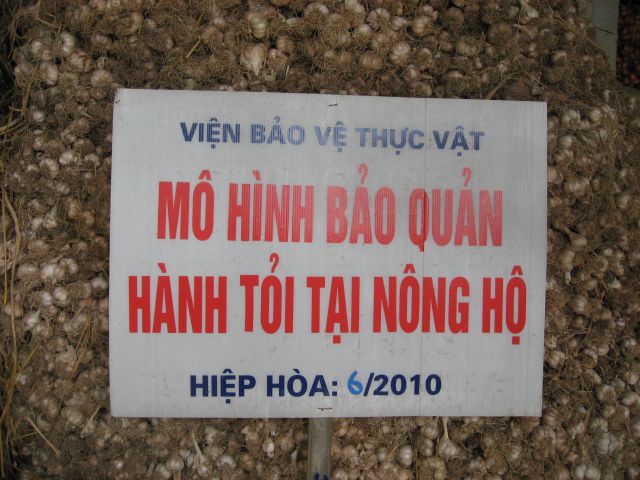 VIỆN BẢO VỆ THỰC VẬT
MÔ HÌNH BẢO QUẢN
HÀNH TỎI TẠI NÔNG HỘ
HIỆP HÒA: 6/2010